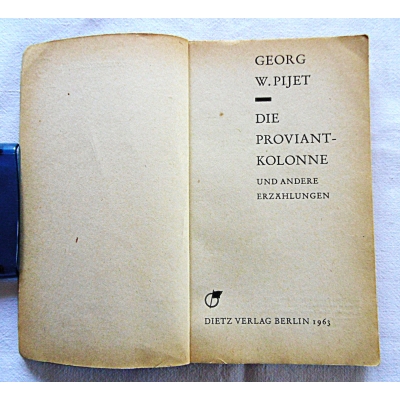 GEORG
W. PIJET
DIE
PROVIANT-
KOLONNE
UND ANDERE
ERZÄHLUNGEN
DIETZ VERLAG BERLIN 1963